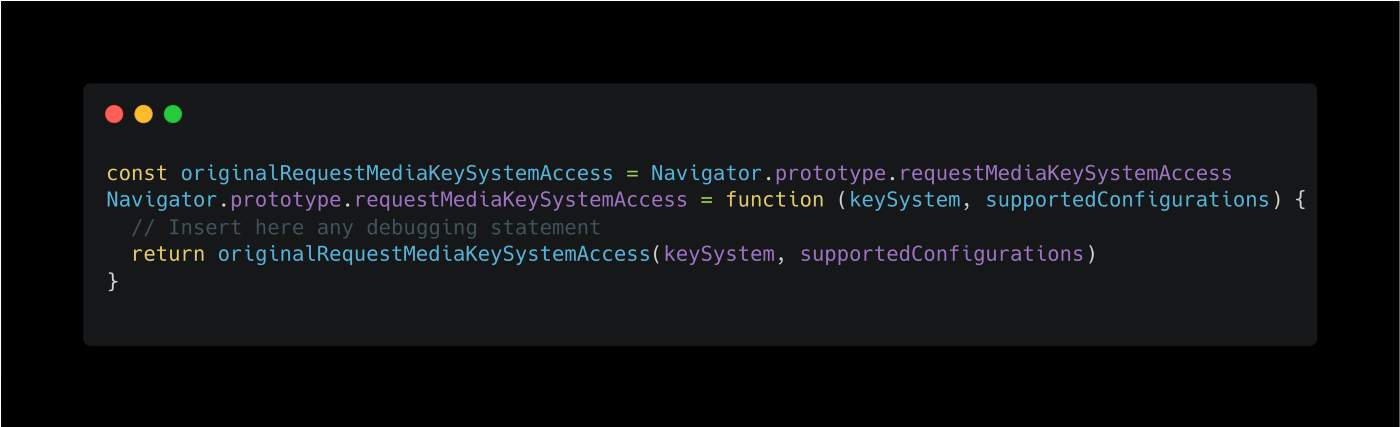 const originalRequestMediaKeySystemAccess = Navigator.prototype.requestMediaKeySystemAccess
Navigator.prototype.requestMediaKeySystemAccess = function (keySystem, supportedConfigurations) {
  // Insert here any debugging statement
  return originalRequestMediaKeySystemAccess(keySystem, supportedConfigurations)
}